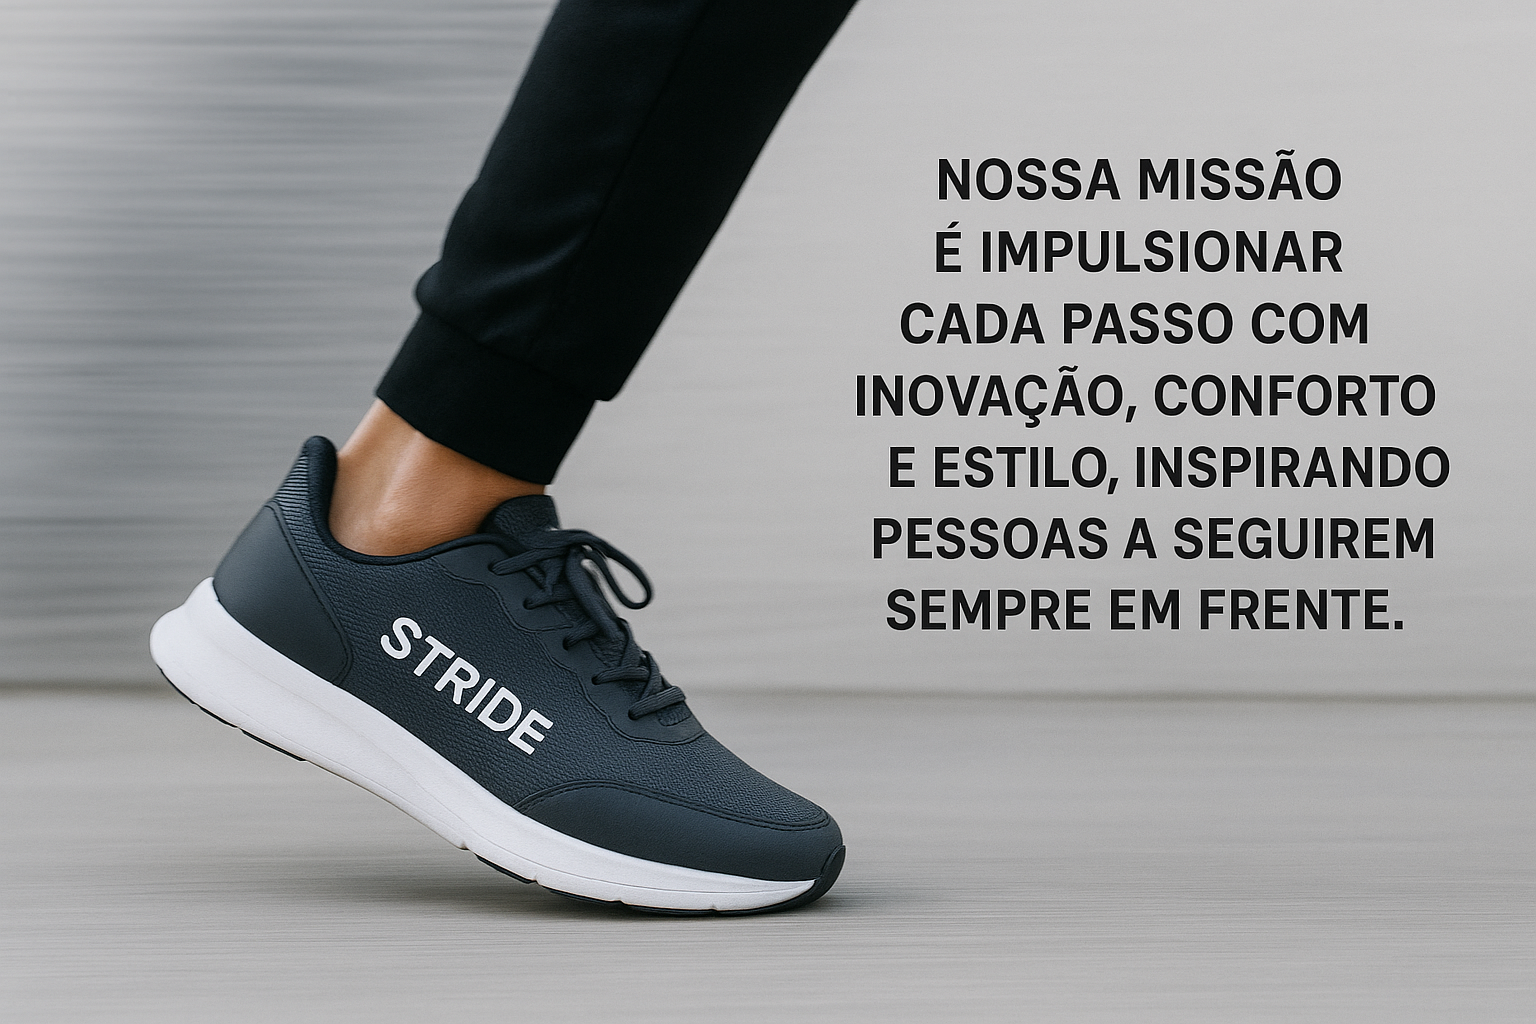 NOSSA MISSÃO
É IMPULSIONAR
CADA PASSO COM
INOVAÇÃO, CONFORTO
E ESTILO, INSPIRANDO
PESSOAS A SEGUIREM
SEMPRE EM FRENTE.
STRIDE